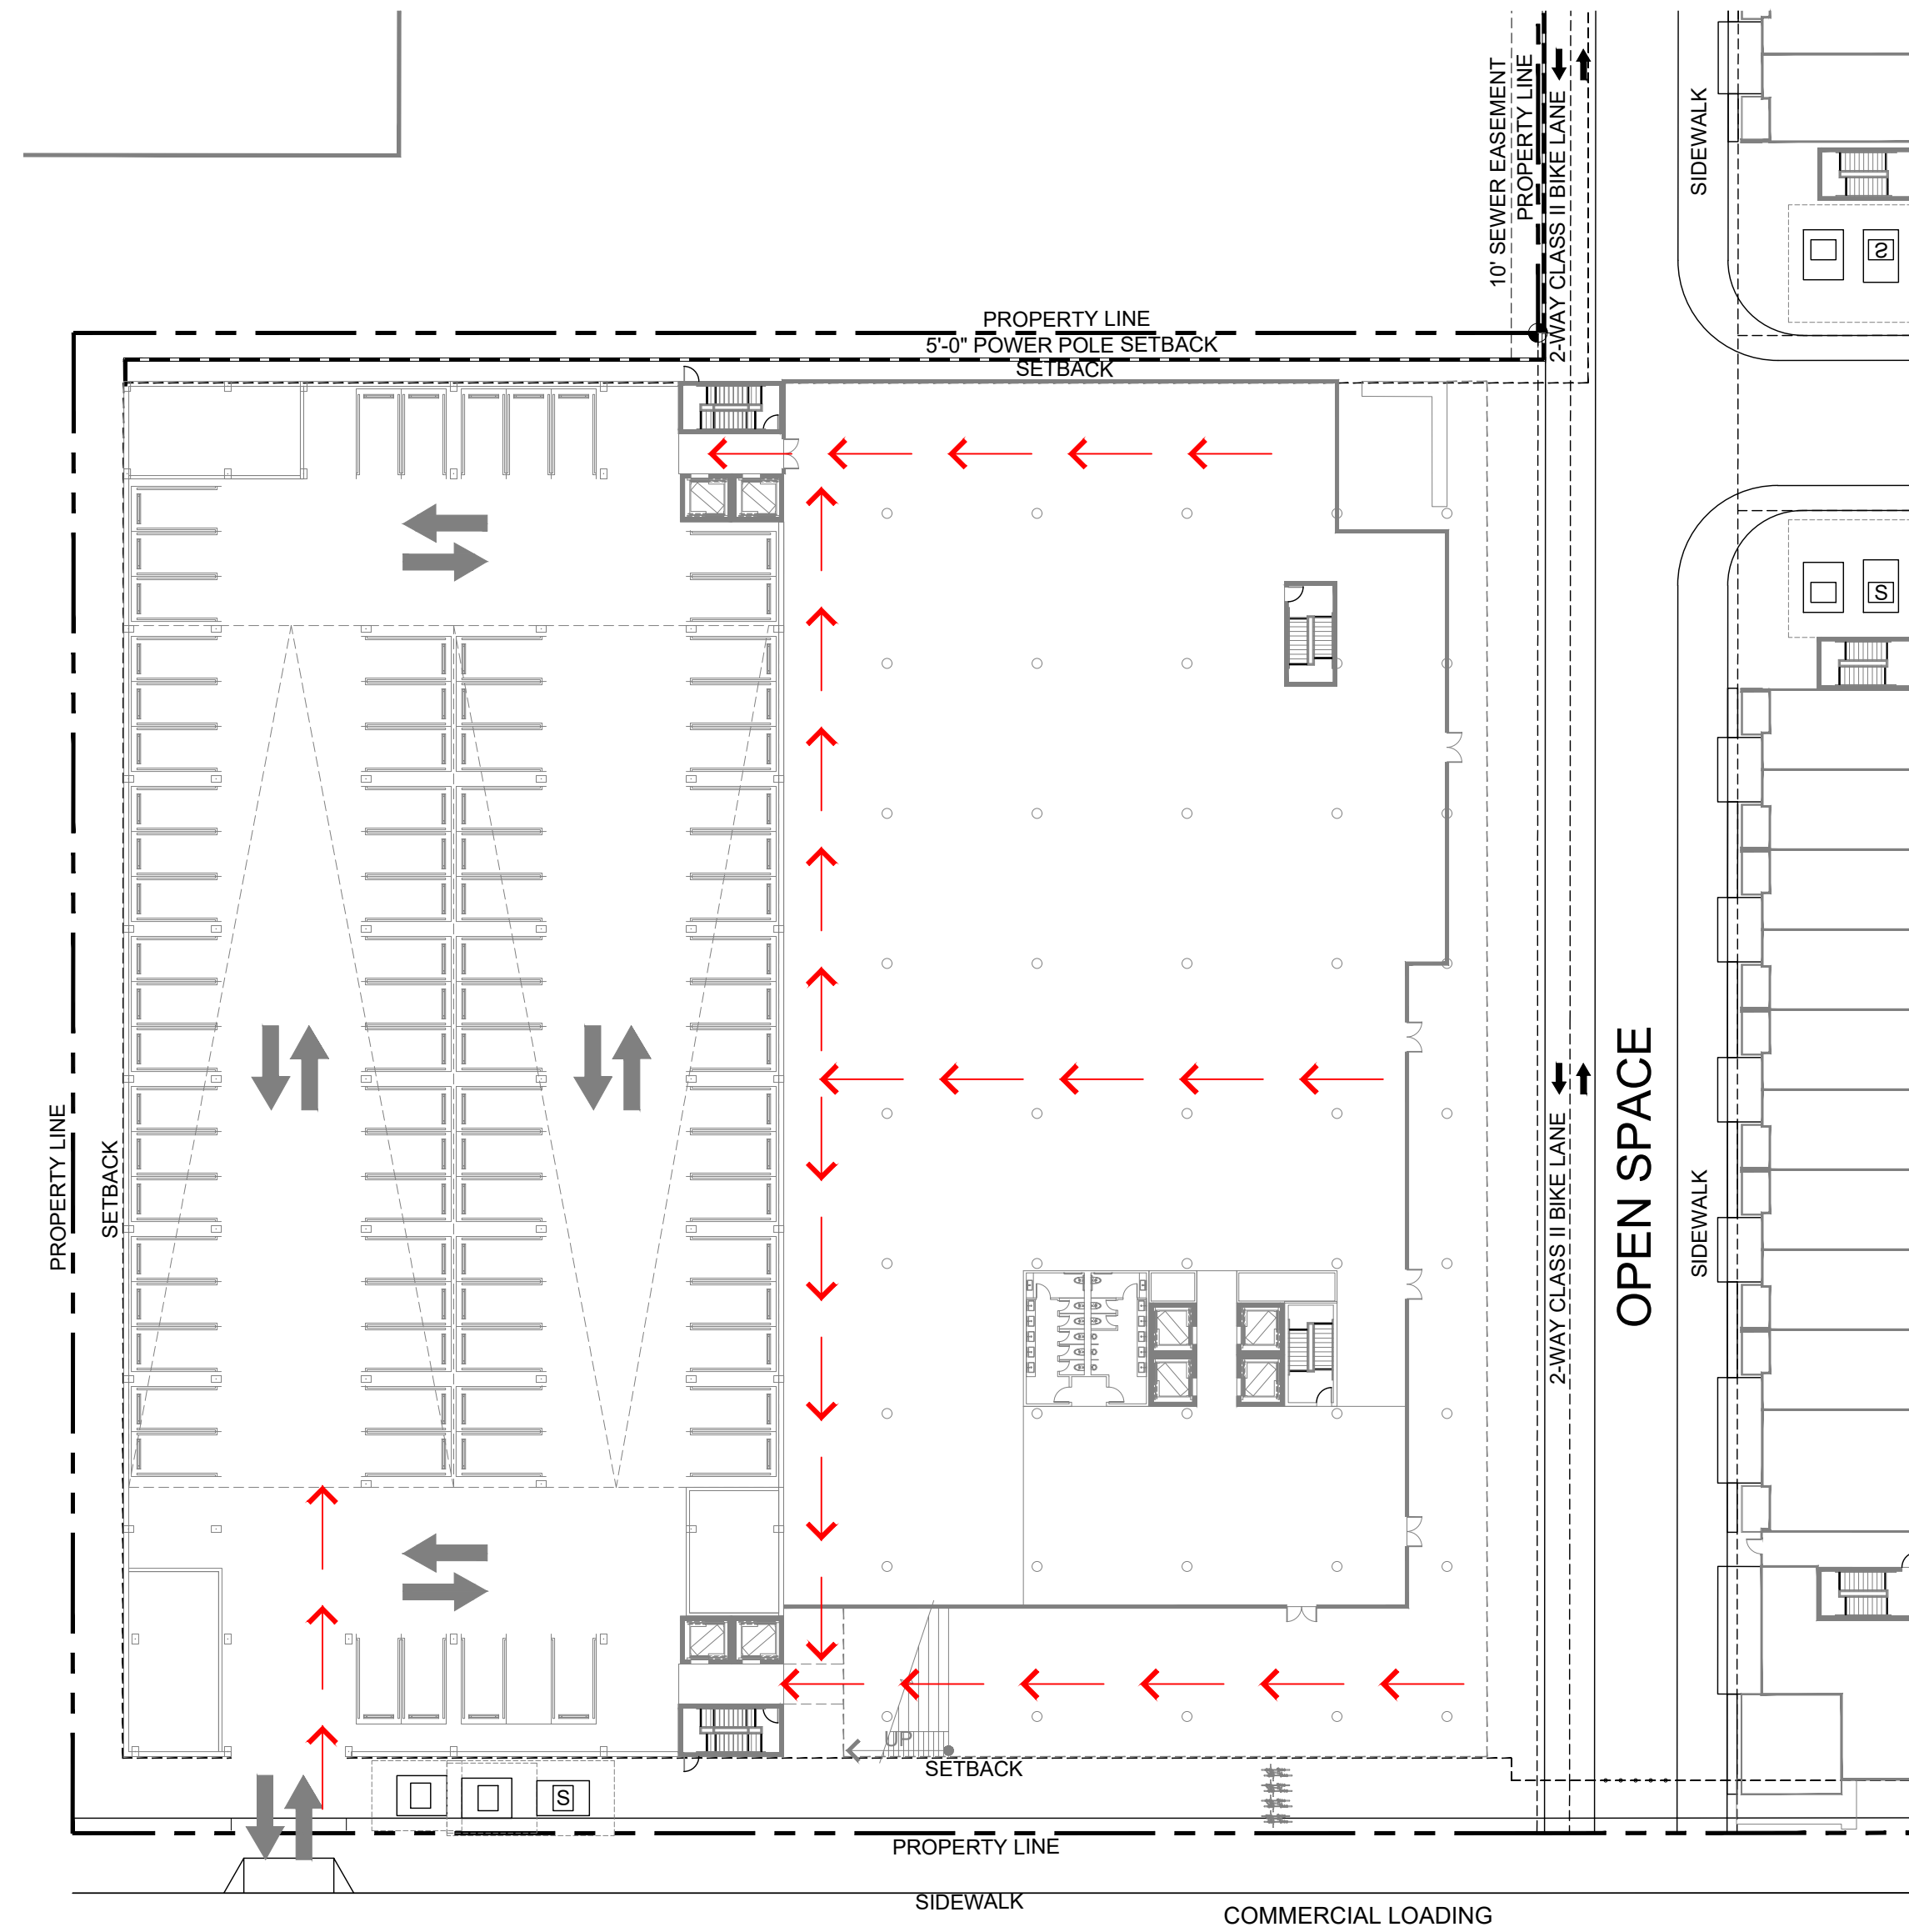 10' SEWER EASEMENT
PROPERTY LINE
2-WAY CLASS II BIKE LANE
SIDEWALK
S
PROPERTY LINE
5'-0" POWER POLE SETBACK
SETBACK
S
PROPERTY LINE
SETBACK
2-WAY CLASS II BIKE LANE
OPEN SPACE
SIDEWALK
UP
SETBACK
S
PROPERTY LINE
SIDEWALK
COMMERCIAL LOADING